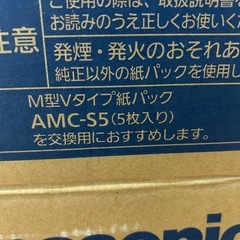 ご使用の際は、取扱説明書
お読みのうえ正しくお使いくだ
注意
発煙・発火のおそれあ
純正以外の紙パックを使用し
M型Vタイプ紙パック
AMC-S5(5枚入り)
を交換用におすすめします。
Panasonic